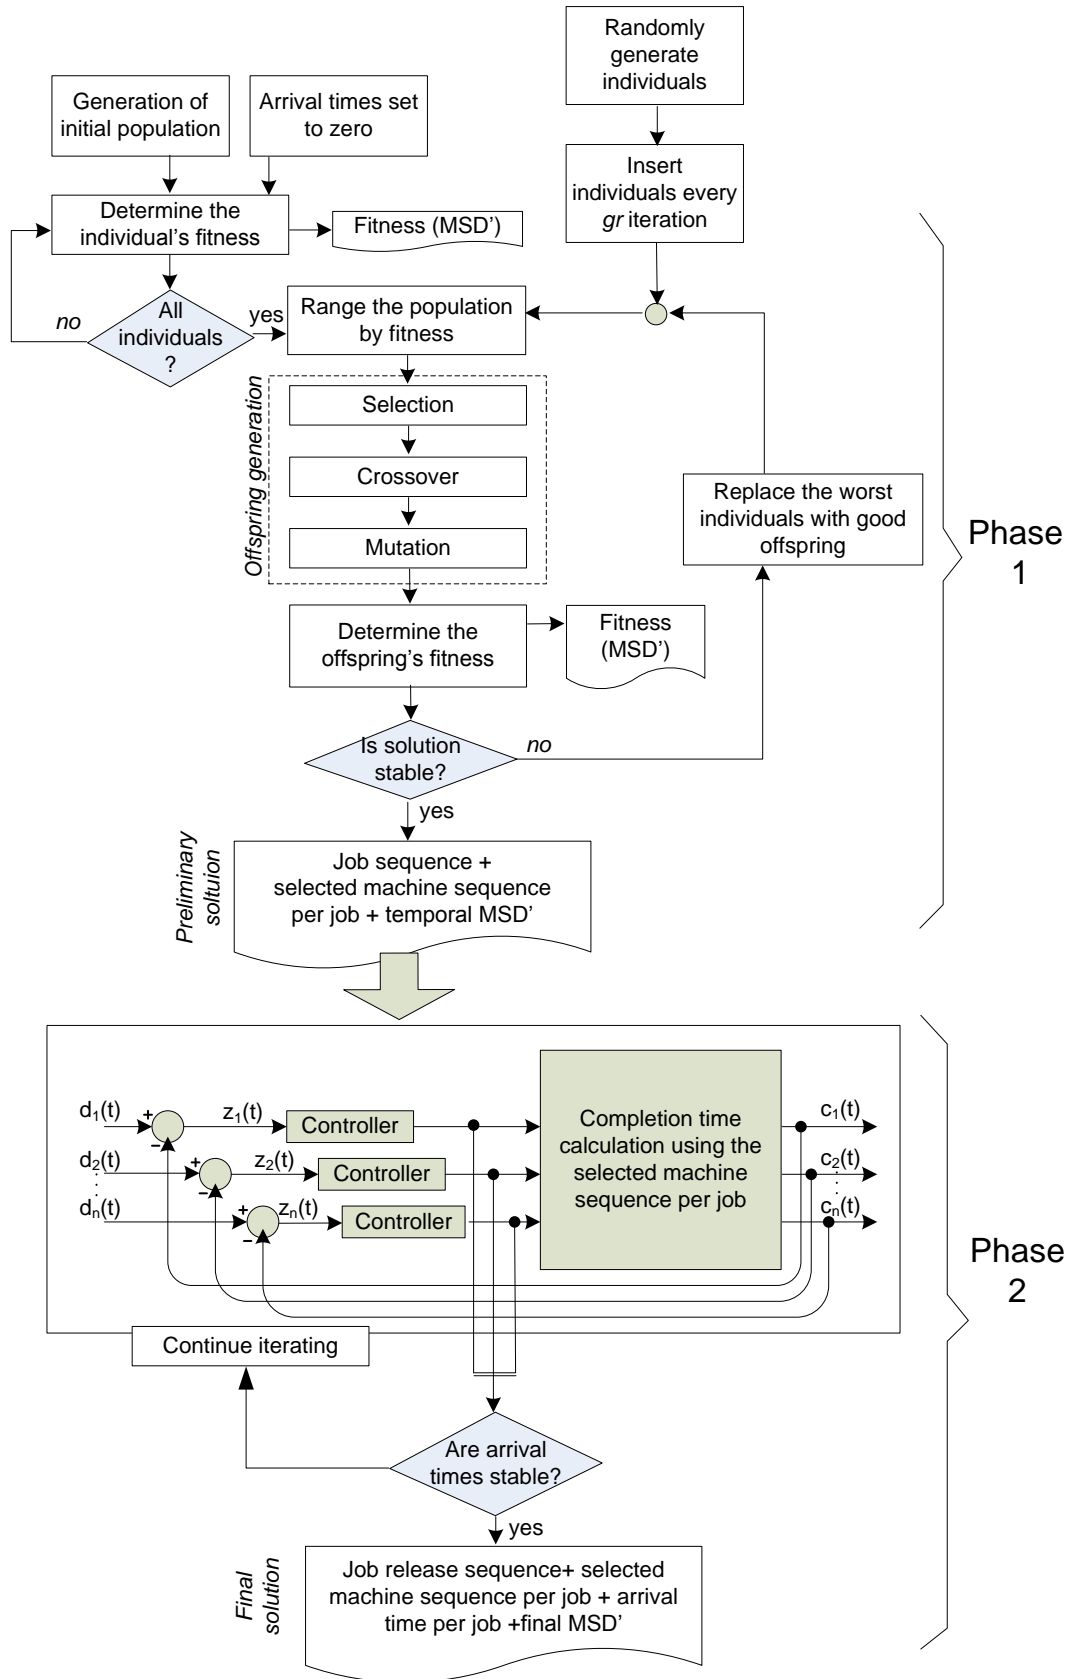 Randomly
generate
individuals
Generation of
initial population
Arrival times set
to zero
Insert
individuals every
gr iteration
Determine the
individual's fitness
Fitness (MSD')
All
individuals
?
no
yes
Range the population
by fitness
Offspring generation
Selection
Crossover
Mutation
Replace the worst
individuals with good
offspring
Phase
1
Determine the
offspring's fitness
Fitness
(MSD')
Is solution
stable?
no
yes
Preliminary
soltuion
Job sequence +
selected machine sequence
per job + temporal MSD'
d₁(t)
+
−
z₁(t)
Controller
d₂(t)
+
−
z₂(t)
Controller
dₙ(t)
+
−
zₙ(t)
Controller
Completion time
calculation using the
selected machine
sequence per job
c₁(t)
c₂(t)
cₙ(t)
Phase
2
Continue iterating
Are arrival
times stable?
yes
Final
solution
Job release sequence+ selected
machine sequence per job + arrival
time per job +final MSD'